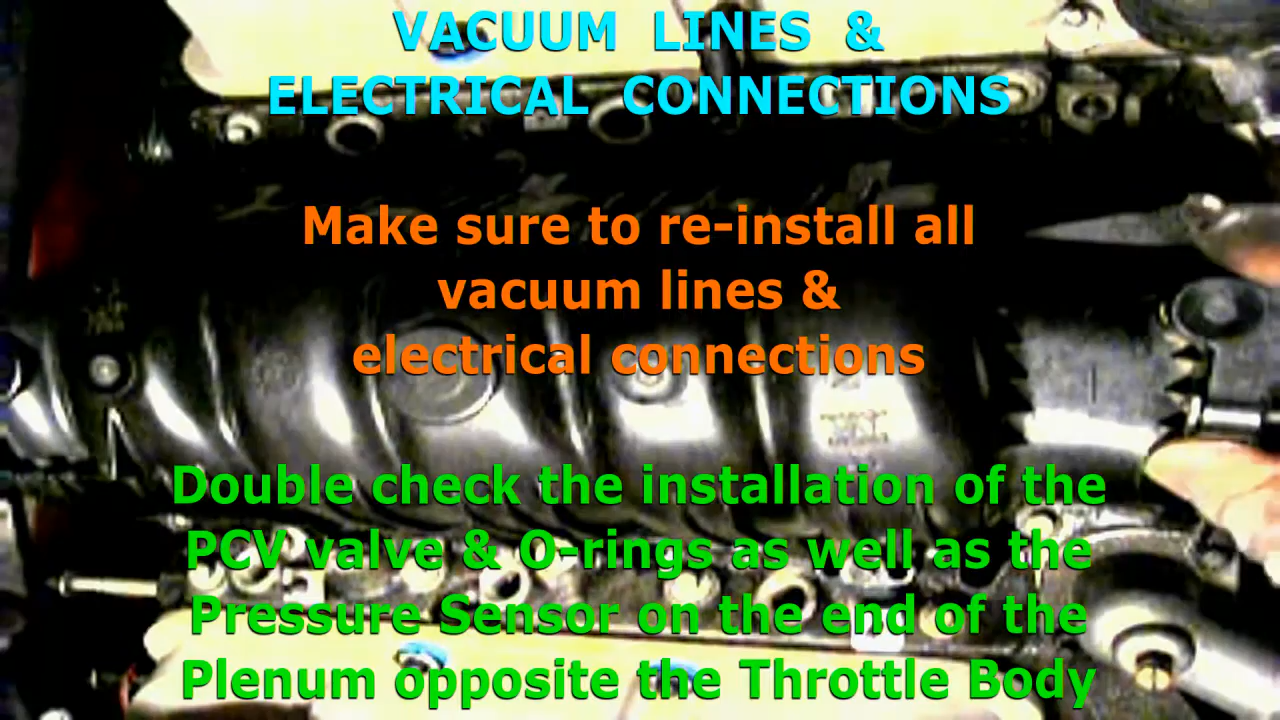 VACUUM LINES &
ELECTRICAL CONNECTIONS
Make sure to re-install all
vacuum lines &
electrical connections
Double check the installation of the
PCV valve & O-rings as well as the
Pressure Sensor on the end of the
Plenum opposite the Throttle Body